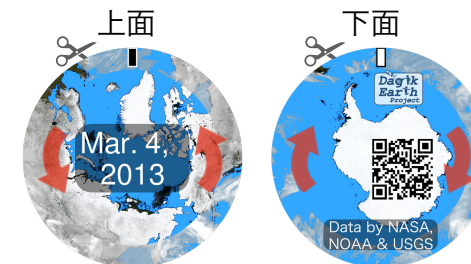 上面
下面
Mar. 4,
2013
Dagik
Earth
Project
Data by NASA,
NOAA & USGS